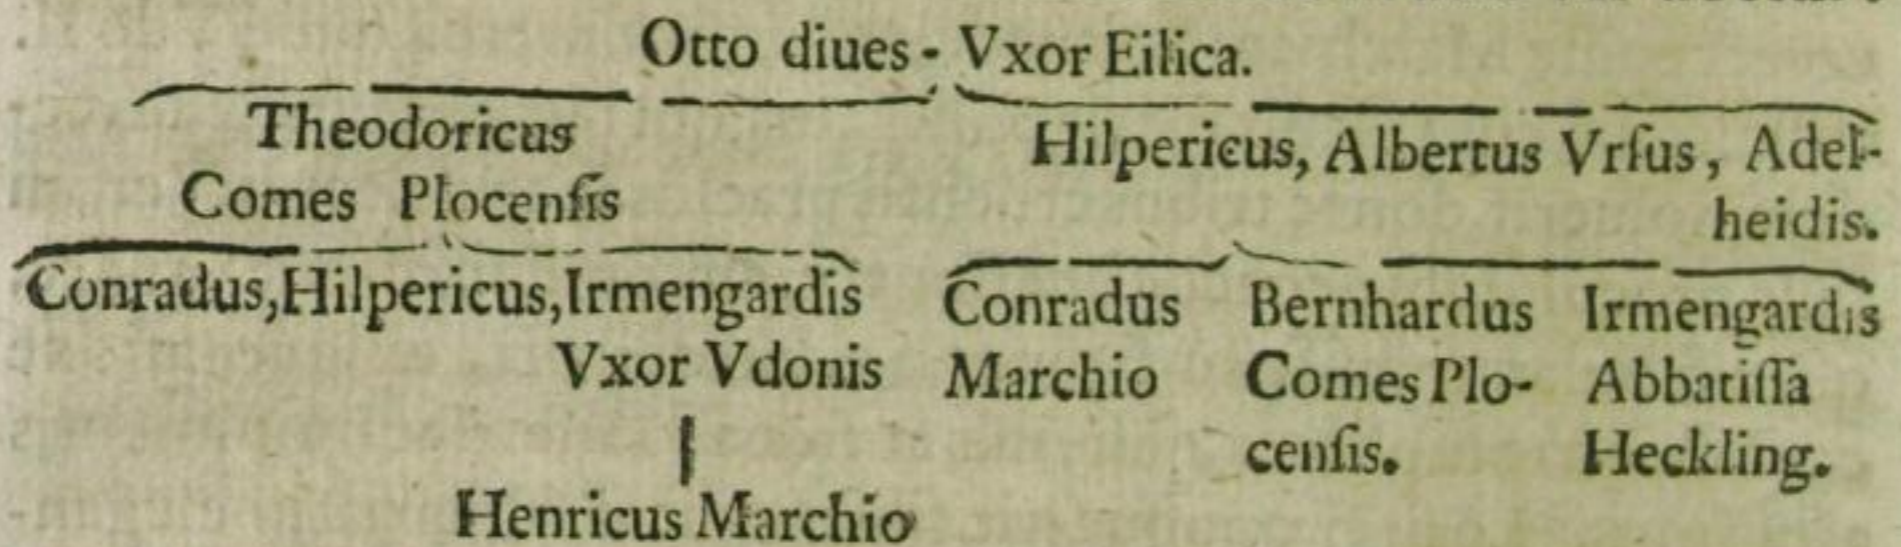 Otto diues - Vxor Eilica.
Theodoricus
Comes Plocenſis
Hilpericus, Albertus Vrſus, Adel-
heidis.
Conradus, Hilpericus, Irmengardis
Vxor Vdonis
Henricus Marchio
Conradus
Marchio
Bernhardus
Comes Plo-
cenſis.
Irmengardis
Abbatiſſa
Heckling.